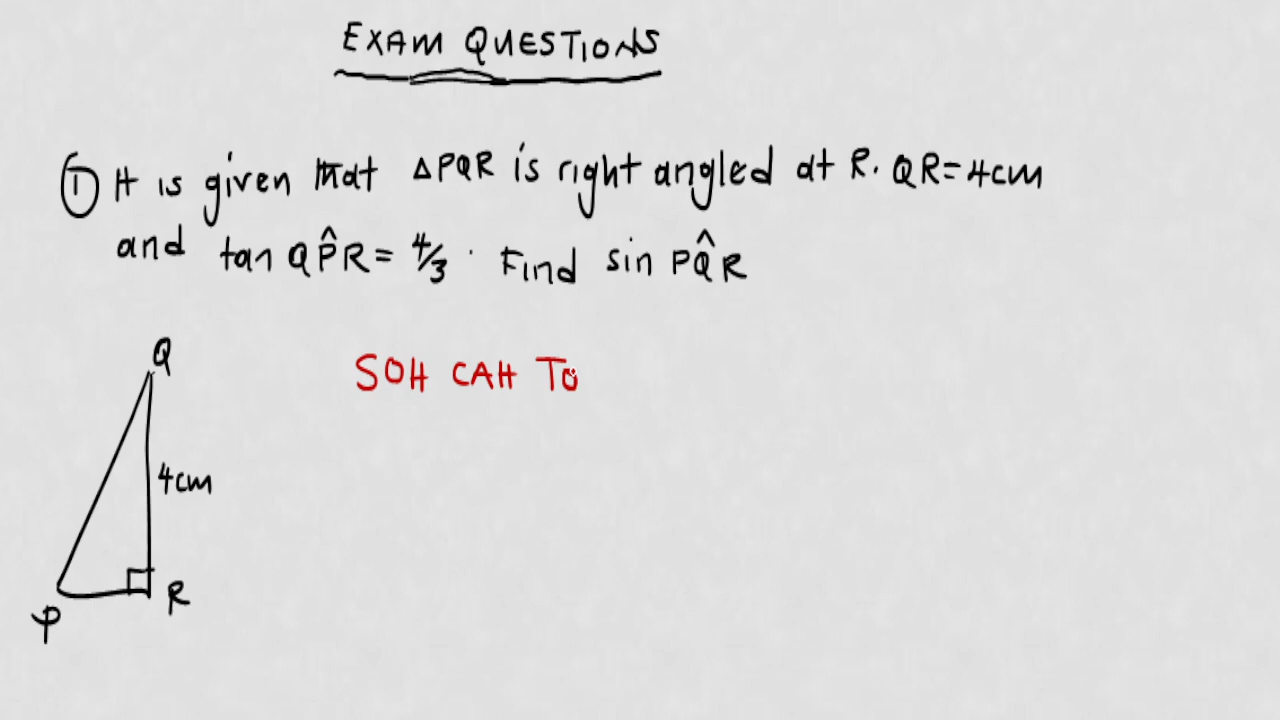 EXAM QUESTIONS
① It is given that △PQR is right angled at R. QR=4cm
and tan QP̂R = 4/3 . Find sin PQ̂R
Q
SOH CAH TO
4cm
P
R